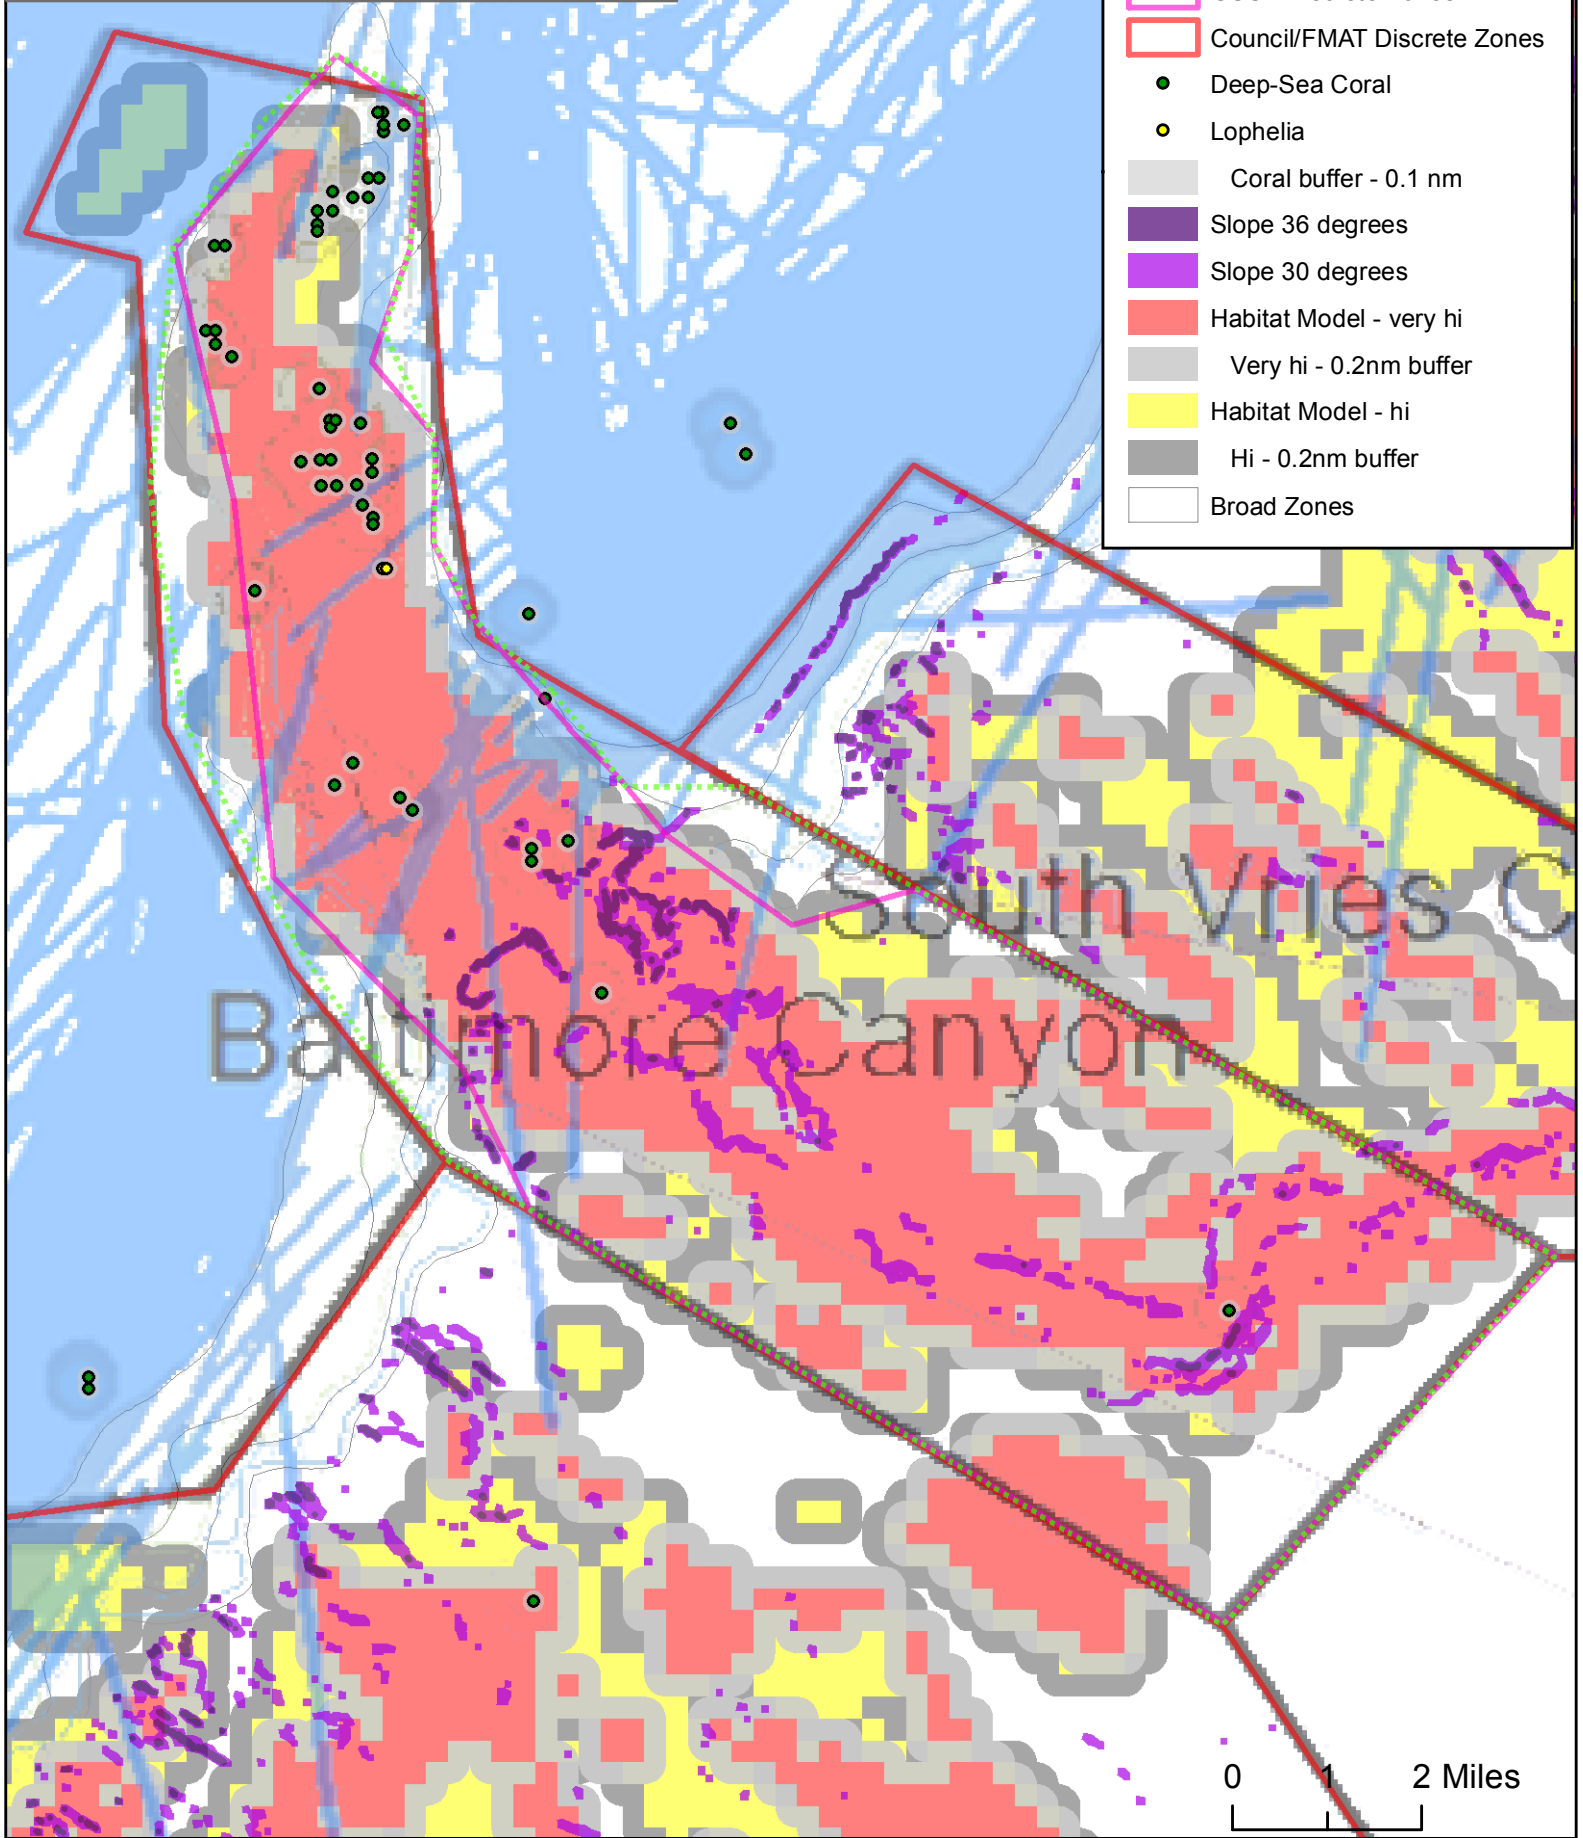 Council/FMAT Discrete Zones
Deep-Sea Coral
Lophelia
Coral buffer - 0.1 nm
Slope 36 degrees
Slope 30 degrees
Habitat Model - very hi
Very hi - 0.2nm buffer
Habitat Model - hi
Hi - 0.2nm buffer
Broad Zones
South Vries C
Baltimore Canyon
0 1 2 Miles